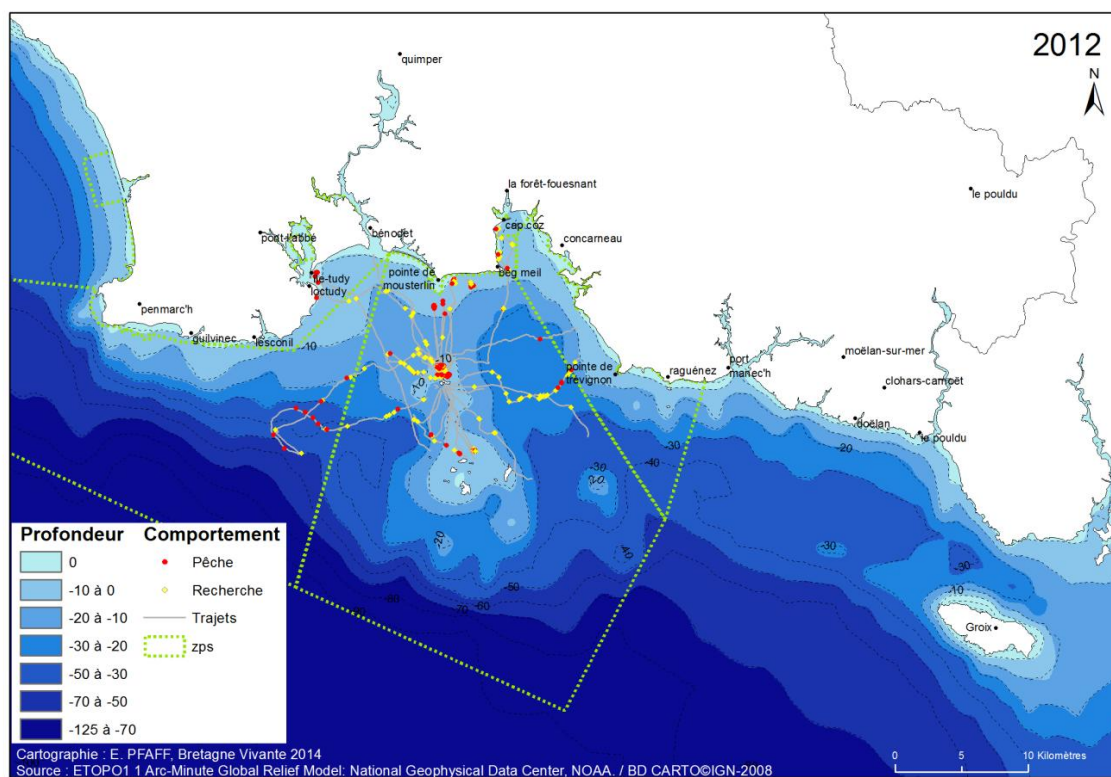 2012
N
quimper
la forêt-fouesnant
le pouldu
cap coz
pont-l'abbé
bénodet
concarneau
beg meil
pointe de
mousterlin
île-tudy
loctudy
penmarc'h
guilvinec
lesconil
-10
-10
-10
pointe de
trévignon
raguénez
port
manec'h
moëlan-sur-mer
clohars-carnoët
doëlan
le pouldu
-20
-30
-40
-30
-20
-20
-40
-30
-30
-10
-50
-60
-70
-80
Groix
Profondeur
Comportement
0
Pêche
-10 à 0
Recherche
-20 à -10
Trajets
-30 à -20
zps
-50 à -30
-70 à -50
-125 à -70
0 5 10 Kilomètres
Cartographie : E. PFAFF, Bretagne Vivante 2014
Source : ETOPO1 1 Arc-Minute Global Relief Model: National Geophysical Data Center, NOAA. / BD CARTO©IGN-2008